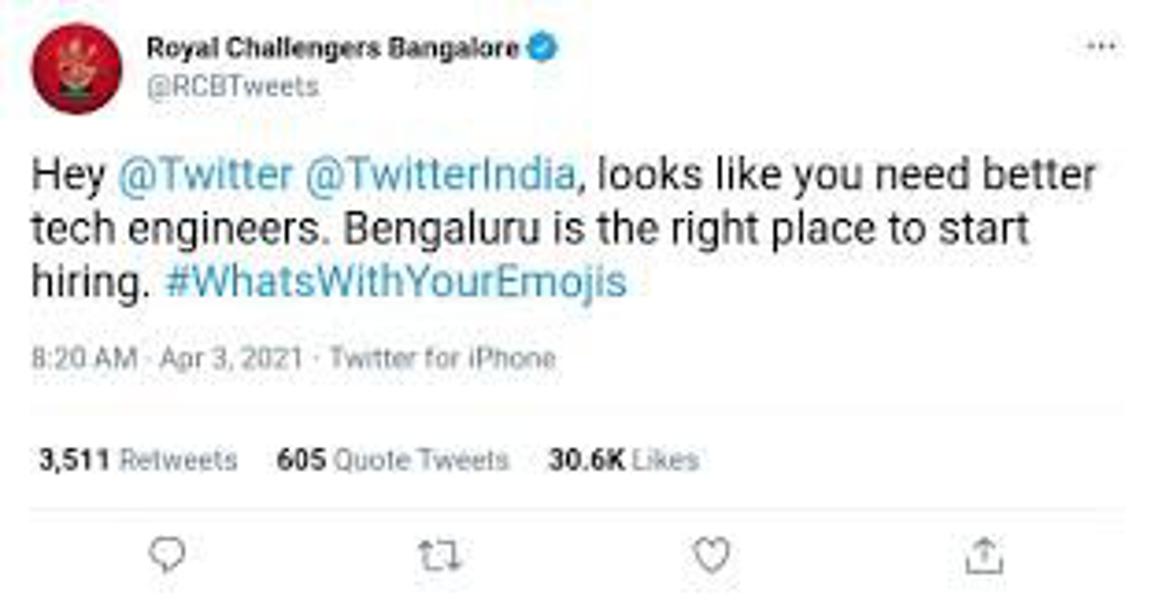 Royal Challengers Bangalore
@RCBTweets
Hey @Twitter @TwitterIndia, looks like you need better
tech engineers. Bengaluru is the right place to start
hiring. #WhatsWithYourEmojis
8:20 AM · Apr 3, 2021 · Twitter for iPhone
3,511 Retweets 605 Quote Tweets 30.6K Likes